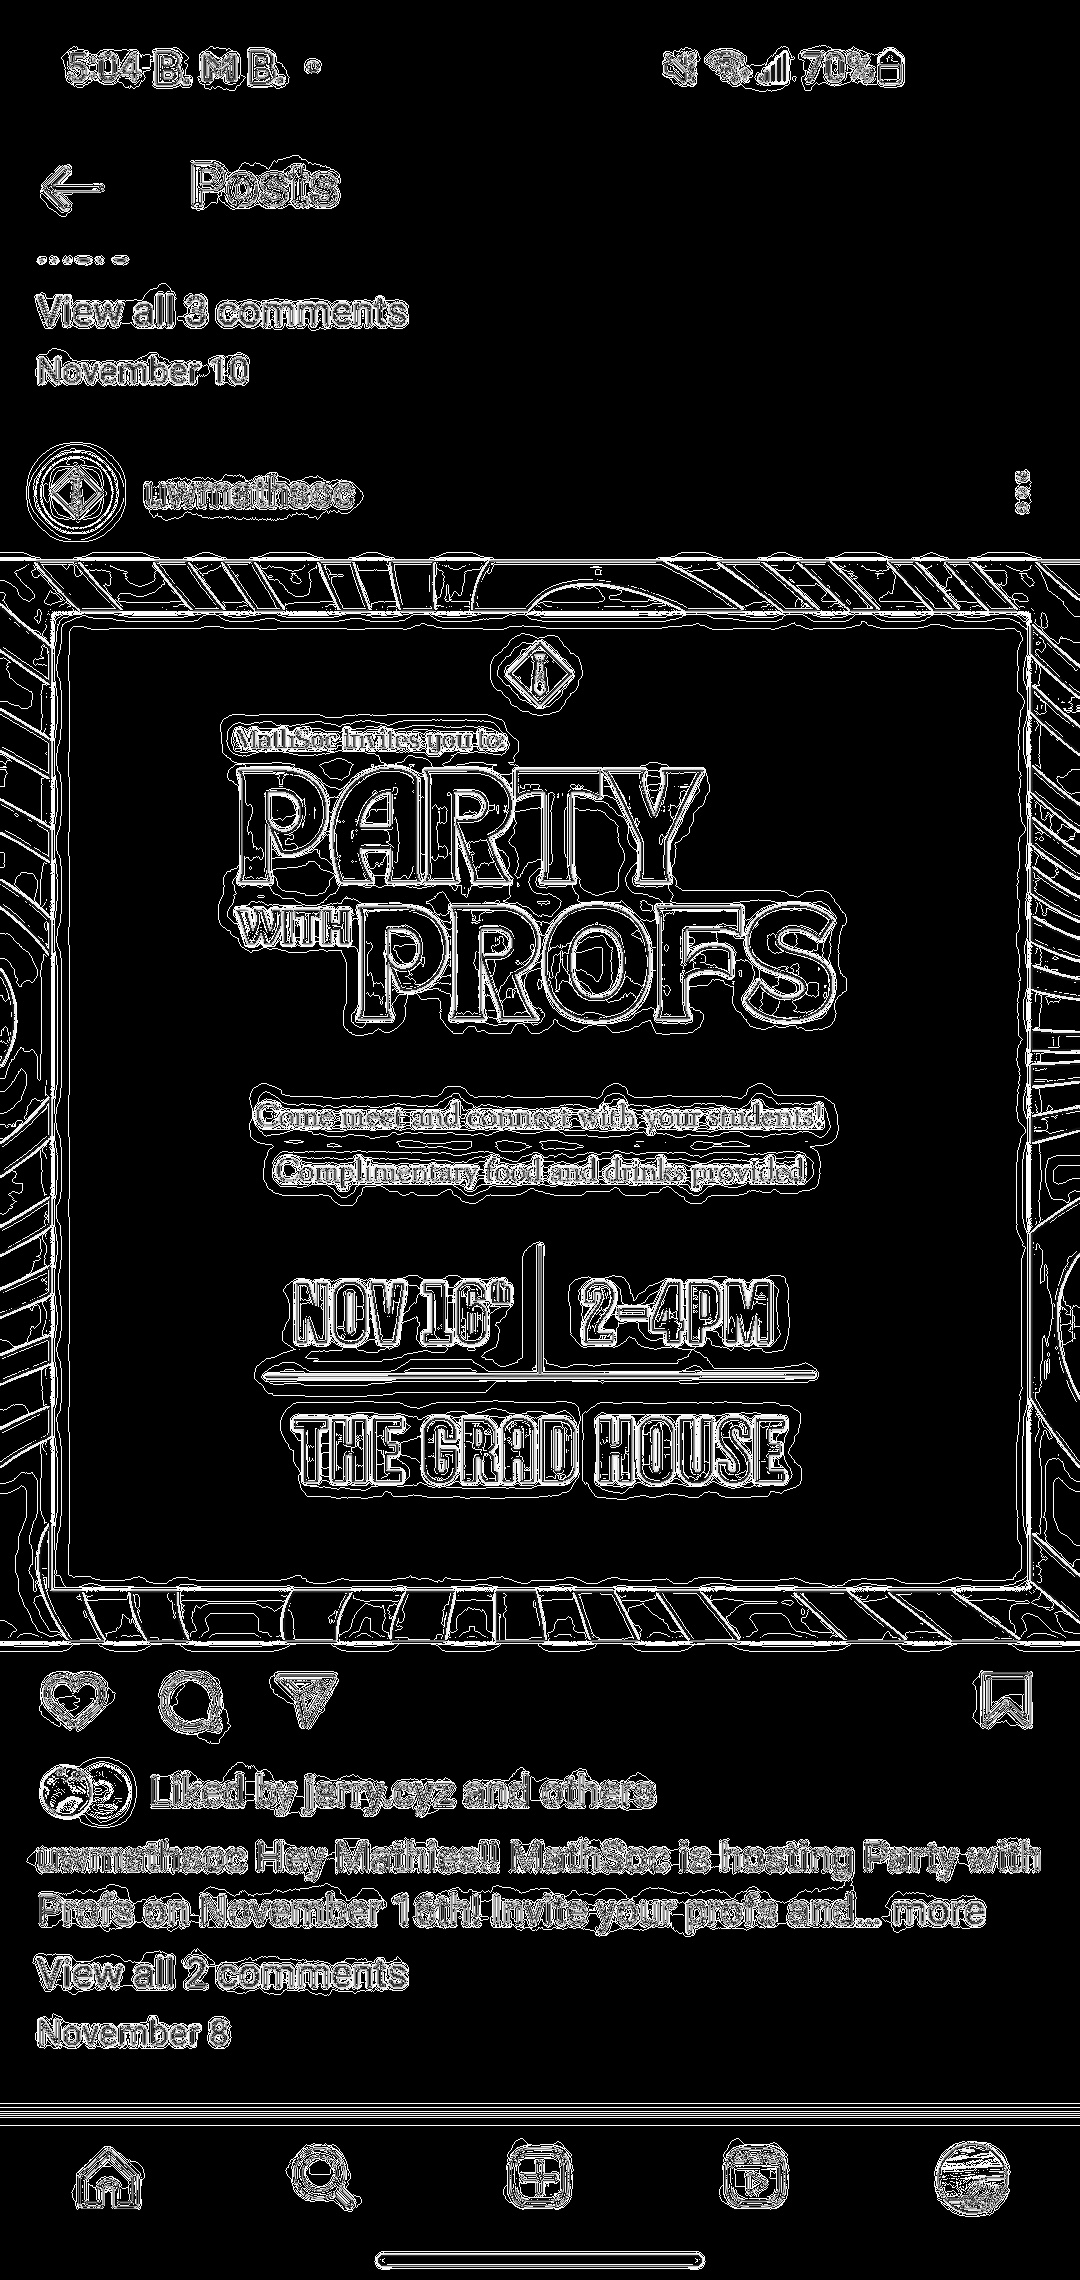 5:04 B. M B. •
70%
Posts
View all 3 comments
November 10
uwmathsoc
MathSoc invites you to:
PARTY
WITH PROFS
Come meet and connect with your students!
Complimentary food and drinks provided
NOV 16th 2-4PM
THE GRAD HOUSE
Liked by jerry.cyz and others
uwmathsoc Hey Mathies!! MathSoc is hosting Party with
Profs on November 16th! Invite your profs and... more
View all 2 comments
November 8